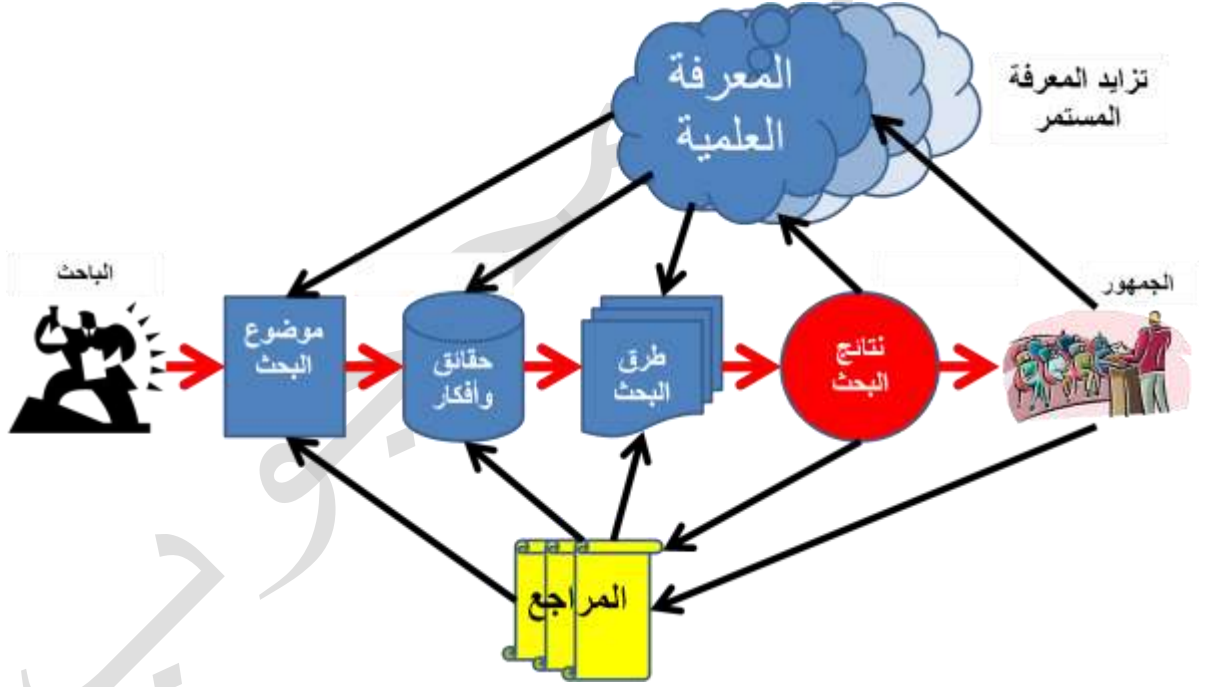 المعرفة
العلمية
تزايد المعرفة
المستمر
الباحث
موضوع
البحث
حقائق
وأفكار
طرق
البحث
نتائج
البحث
الجمهور
المراجع